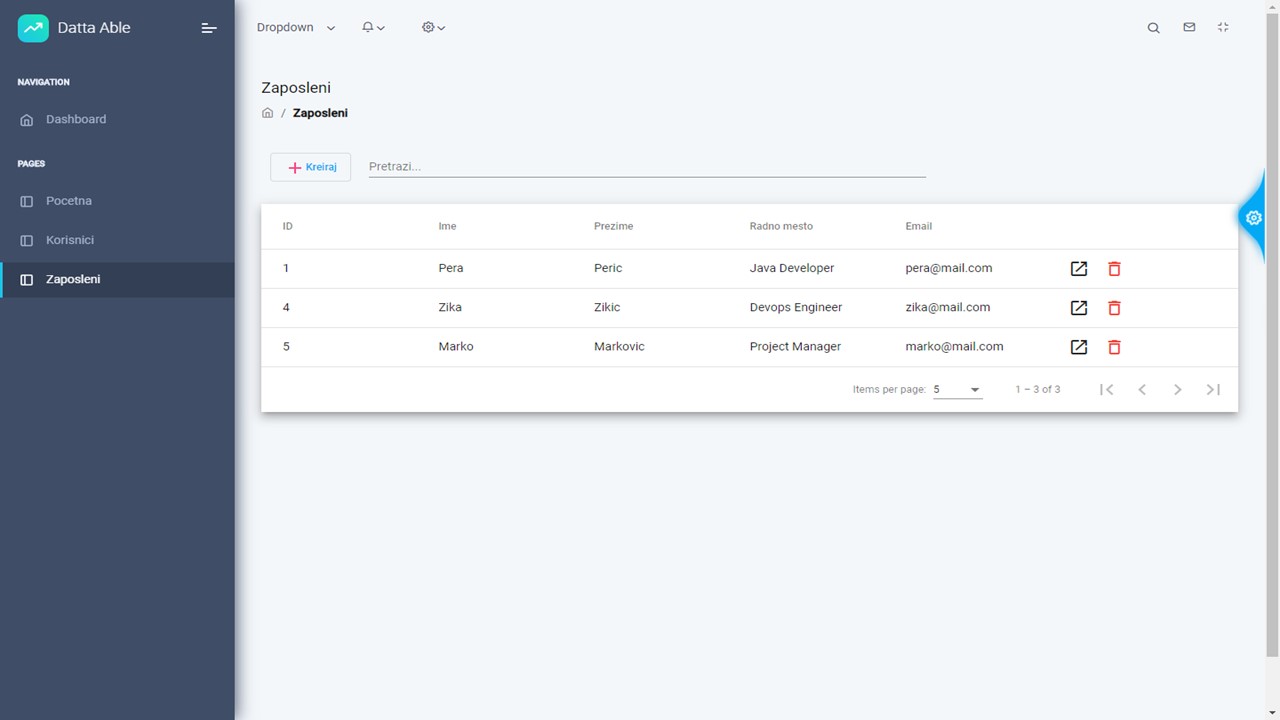 Datta Able
NAVIGATION
Dashboard
PAGES
Pocetna
Korisnici
Zaposleni
Dropdown
Zaposleni
/ Zaposleni
Kreiraj Pretrazi...
ID Ime Prezime Radno mesto Email
1 Pera Peric Java Developer pera@mail.com
4 Zika Zikic Devops Engineer zika@mail.com
5 Marko Markovic Project Manager marko@mail.com
Items per page: 5 1 – 3 of 3